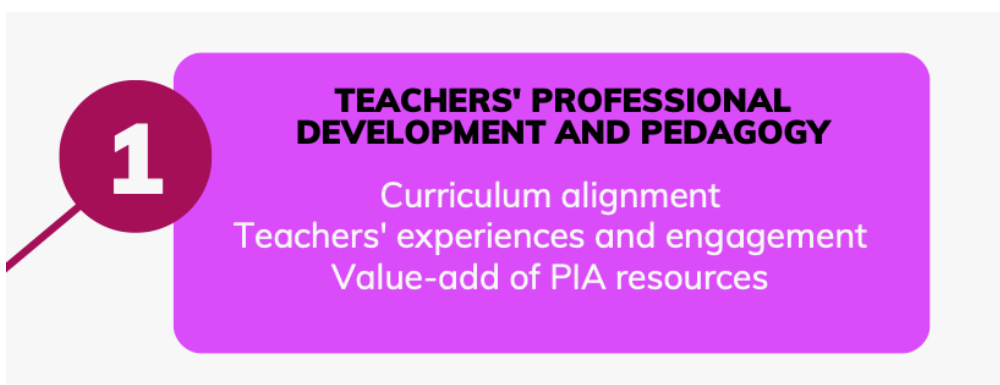 1
TEACHERS' PROFESSIONAL
DEVELOPMENT AND PEDAGOGY
Curriculum alignment
Teachers' experiences and engagement
Value-add of PIA resources